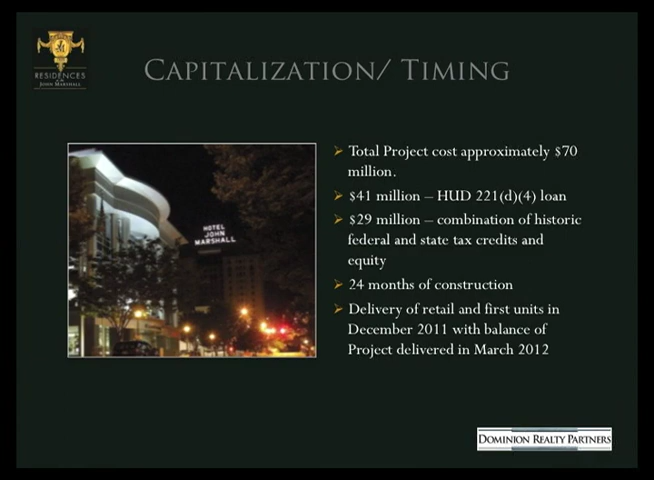 RESIDENCES
AT THE
JOHN MARSHALL
CAPITALIZATION/ TIMING
HOTEL
JOHN
MARSHALL
Total Project cost approximately $70
million.
$41 million – HUD 221(d)(4) loan
$29 million – combination of historic
federal and state tax credits and
equity
24 months of construction
Delivery of retail and first units in
December 2011 with balance of
Project delivered in March 2012
DOMINION REALTY PARTNERS